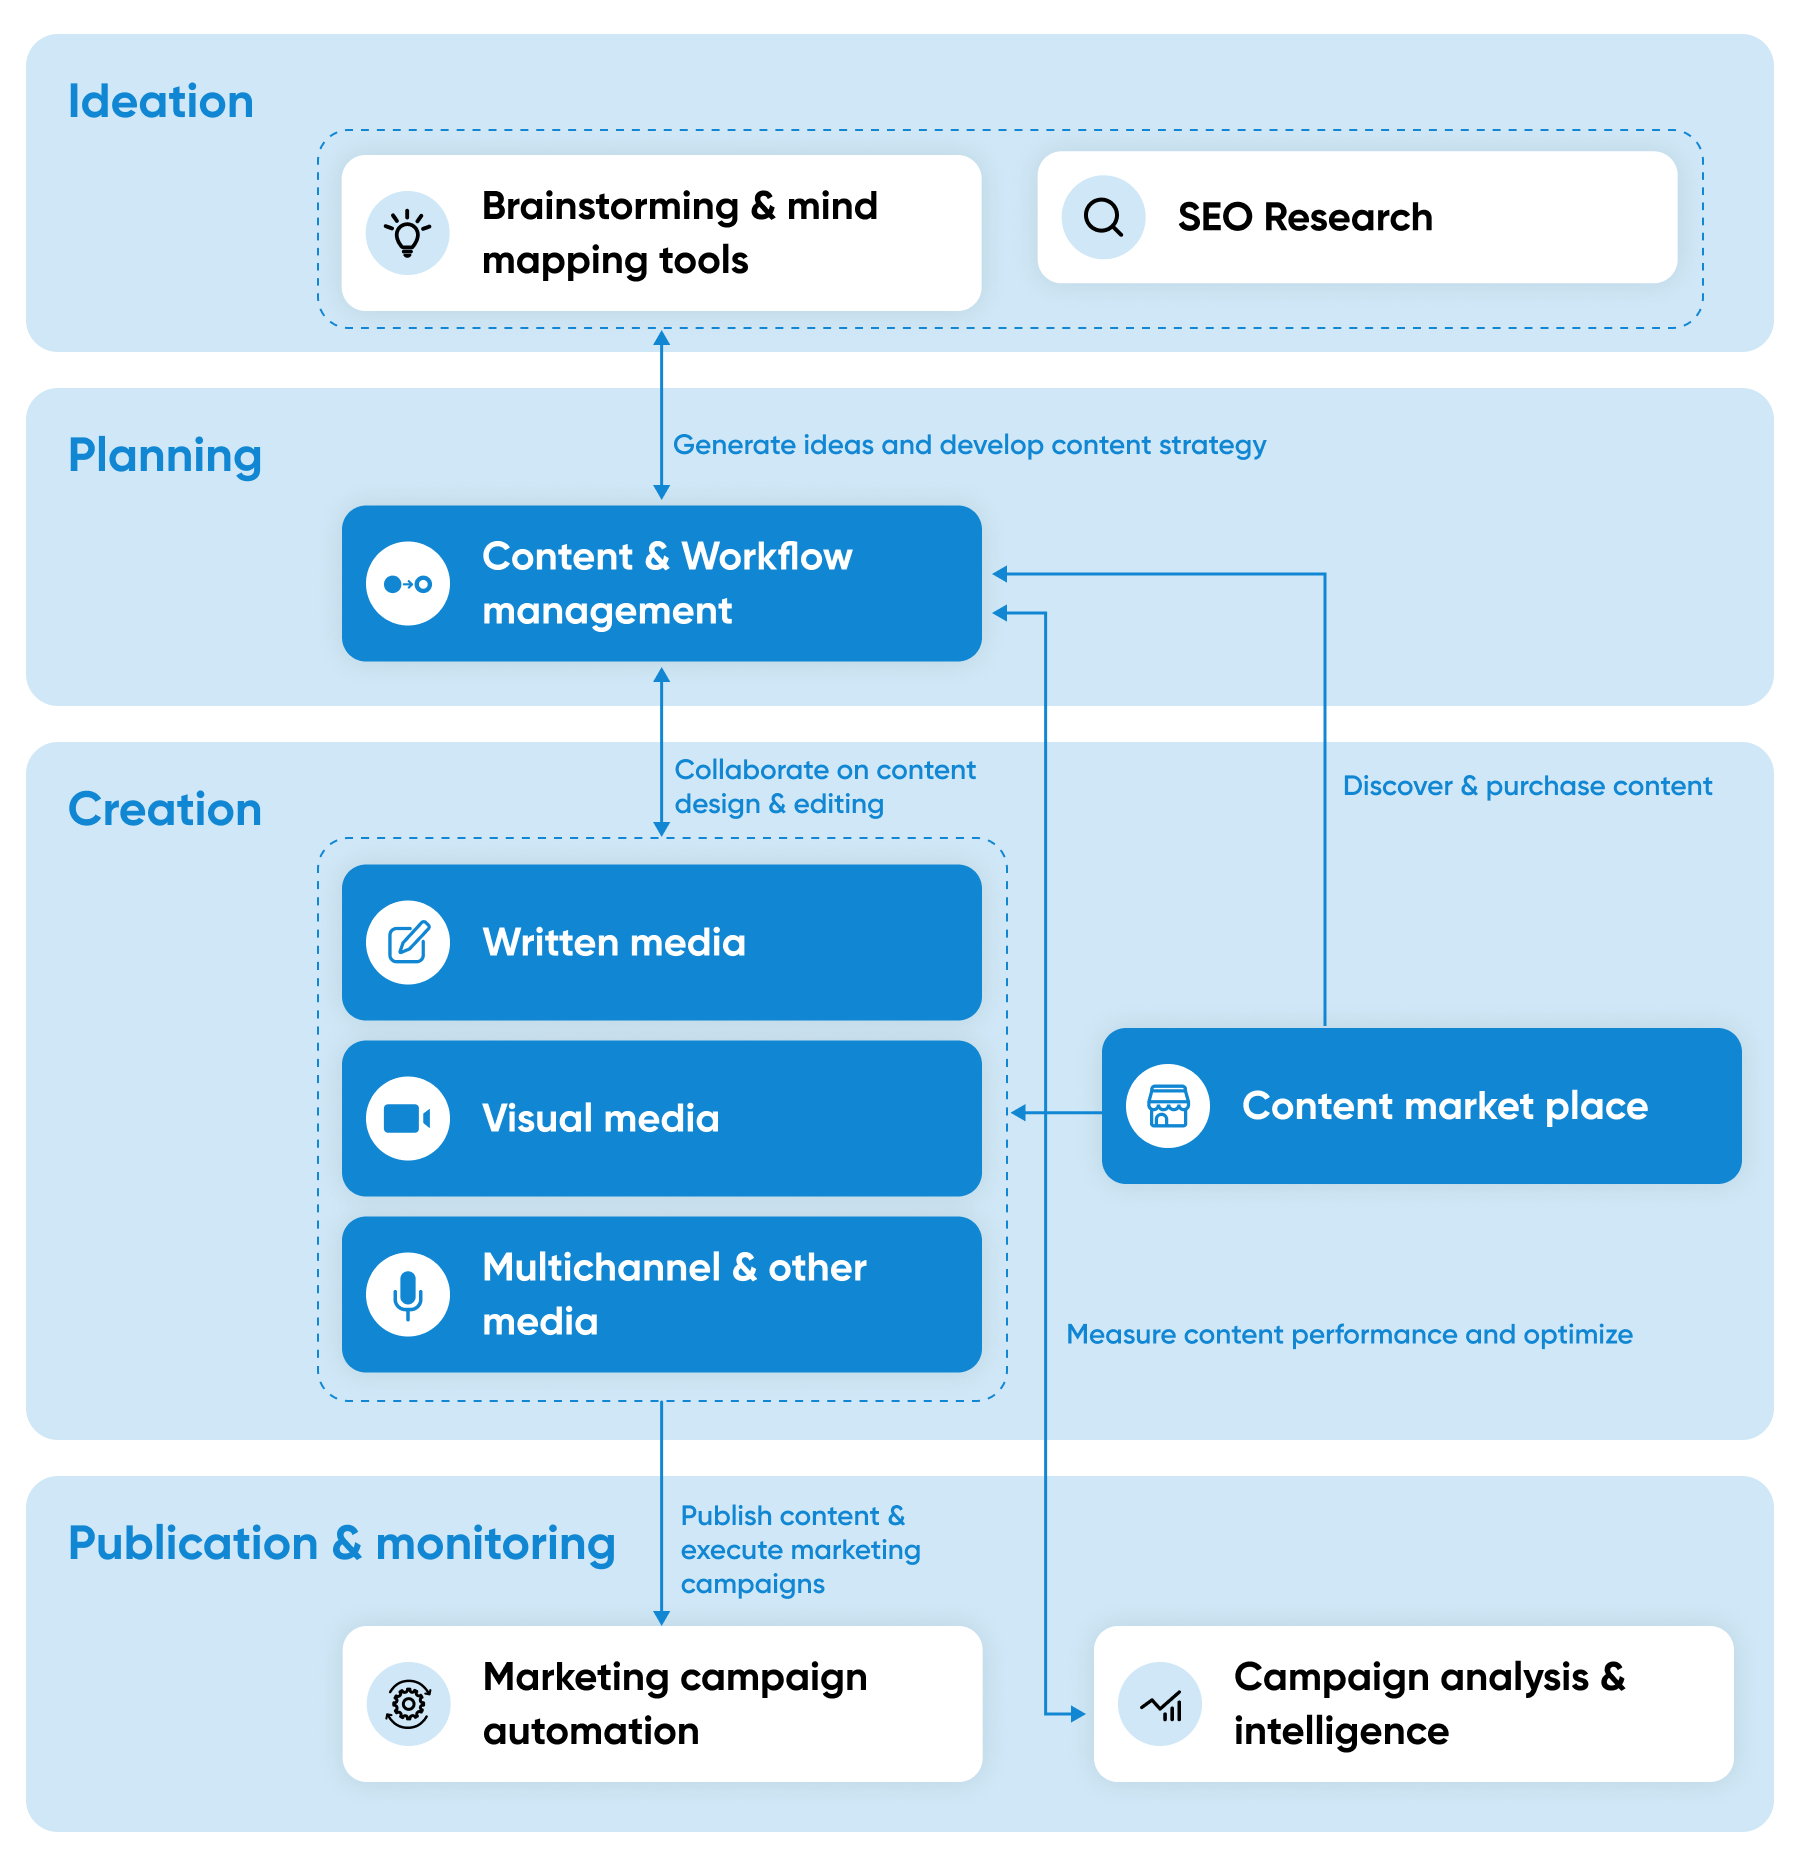 Ideation
Brainstorming & mind
mapping tools
SEO Research
Planning
Generate ideas and develop content strategy
Content & Workflow
management
Creation
Collaborate on content
design & editing
Discover & purchase content
Written media
Visual media
Content market place
Multichannel & other
media
Measure content performance and optimize
Publication & monitoring
Publish content &
execute marketing
campaigns
Marketing campaign
automation
Campaign analysis &
intelligence